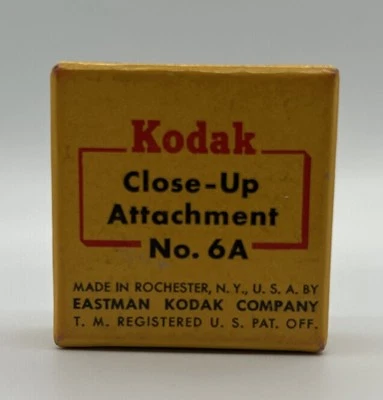 Kodak
Close-Up
Attachment
No. 6A
MADE IN ROCHESTER, N. Y., U. S. A. BY
EASTMAN KODAK COMPANY
T. M. REGISTERED U. S. PAT. OFF.